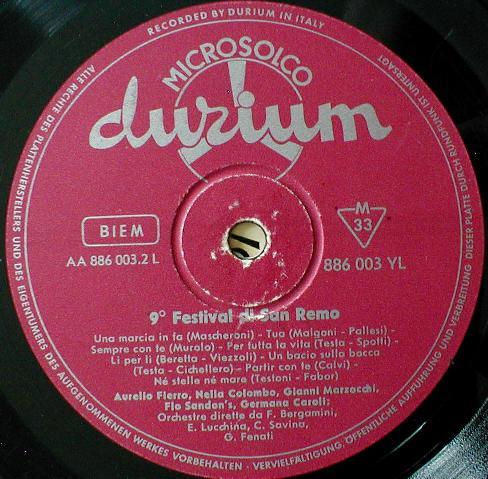 RECORDED BY DURIUM IN ITALY
ALLE RECHTE DES PLATTENHERSTELLERS UND DES EIGENTÜMERS DES AUFGENOMMENEN WERKES VORBEHALTEN - VERVIELFÄLTIGUNG, ÖFFENTLICHE AUFFÜHRUNG UND VERBREITUNG DIESER PLATTE DURCH RUNDFUNK IST UNTERSAGT
MICROSOLCO
durium
BIEM
AA 886 003.2 L
M
33
886 003 YL
9° Festival di San Remo
Una marcia in fa (Mascheroni) - Tua (Malgoni - Pallesi) -
Sempre con te (Murolo) - Per tutta la vita (Testa - Spotti) -
Li per li (Beretta - Viezzoli) - Un bacio sulla bocca
(Testa - Cichellero) - Partir con te (Calvi) -
Né stelle né mare (Testoni - Fabor)
Aurelio Fierro, Nella Colombo, Gianni Marzocchi,
Flo Sandon's, Germana Caroli;
Orchestre dirette da F. Bergamini,
E. Lucchina, C. Savina,
G. Fenati